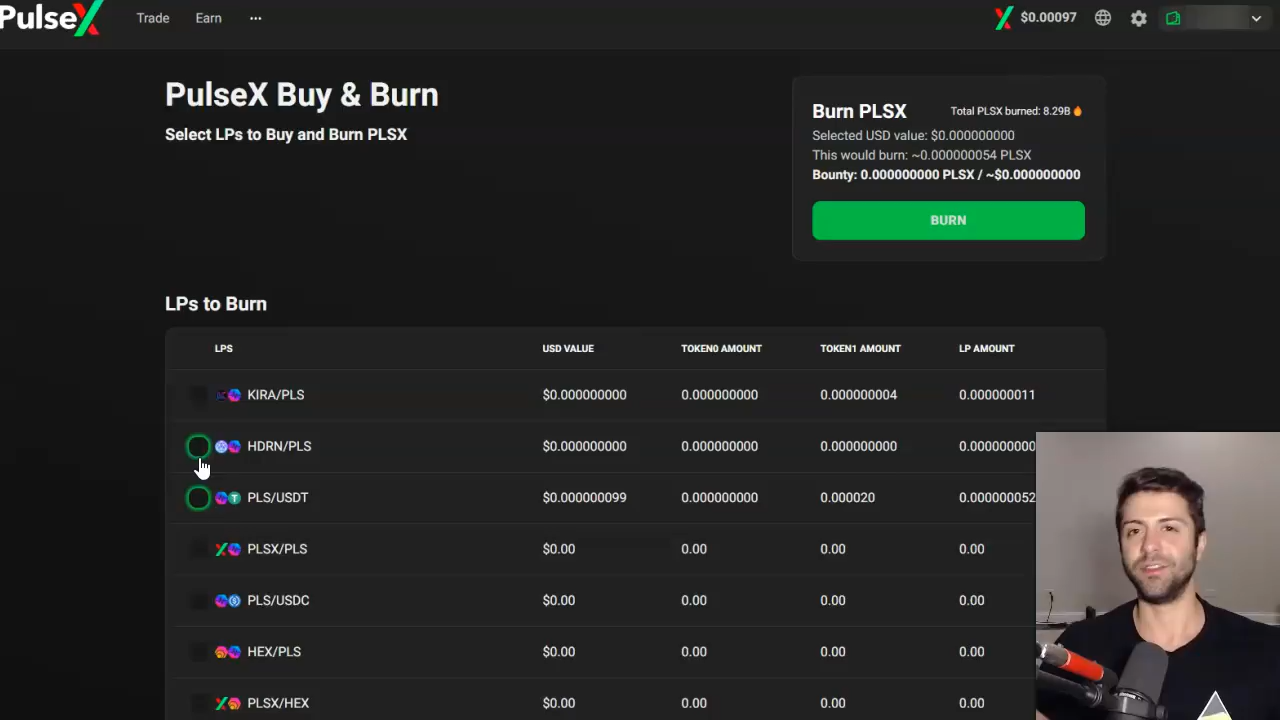 PulseX Trade Earn ... $0.00097
PulseX Buy & Burn
Select LPs to Buy and Burn PLSX
Burn PLSX Total PLSX burned: 8.29B
Selected USD value: $0.000000000
This would burn: ~0.000000054 PLSX
Bounty: 0.000000000 PLSX / ~$0.000000000
BURN
LPs to Burn
LPS USD VALUE TOKEN0 AMOUNT TOKEN1 AMOUNT LP AMOUNT
KIRA/PLS $0.000000000 0.000000000 0.000000004 0.000000011
HDRN/PLS $0.000000000 0.000000000 0.000000000 0.000000000
PLS/USDT $0.000000099 0.000000000 0.000020 0.000000052
PLSX/PLS $0.00 0.00 0.00 0.00
PLS/USDC $0.00 0.00 0.00 0.00
HEX/PLS $0.00 0.00 0.00 0.00
PLSX/HEX $0.00 0.00 0.00 0.00